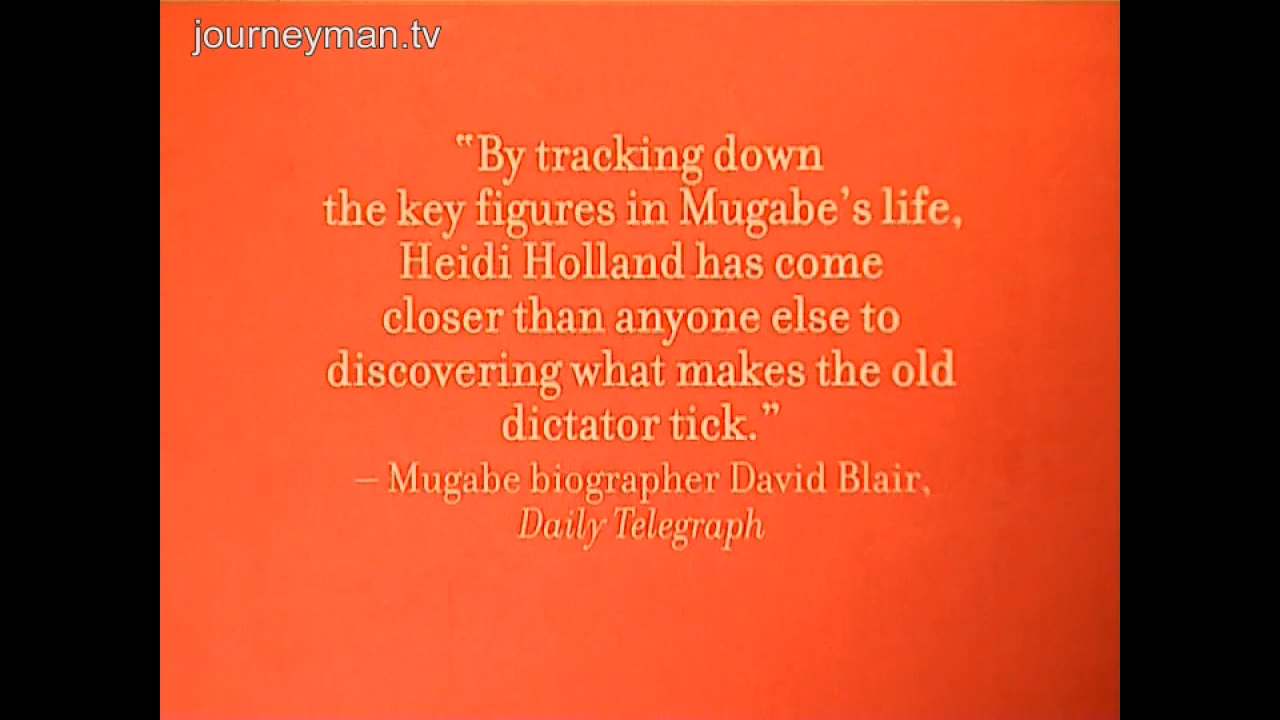 journeyman.tv
“By tracking down
the key figures in Mugabe’s life,
Heidi Holland has come
closer than anyone else to
discovering what makes the old
dictator tick.”
– Mugabe biographer David Blair,
Daily Telegraph